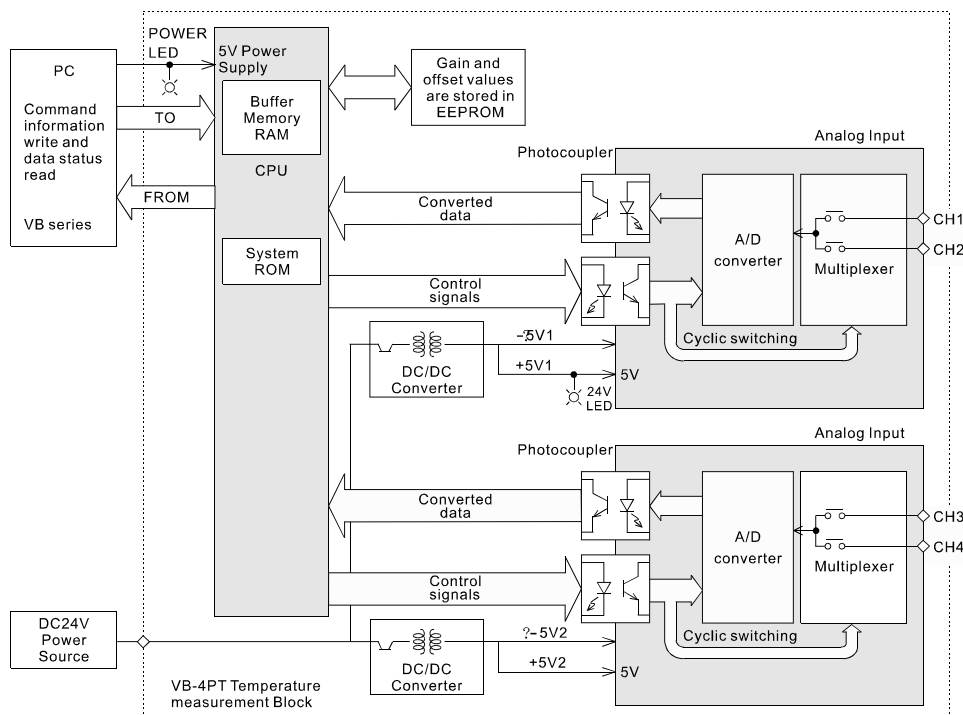 POWER
LED
PC
Command
information
write and
data status
read
VB series
TO
FROM
5V Power
Supply
Buffer
Memory
RAM
CPU
System
ROM
Gain and
offset values
are stored in
EEPROM
Analog Input
Photocoupler
Converted
data
Control
signals
A/D
converter
Multiplexer
CH1
CH2
Cyclic switching
DC/DC
Converter
-?5V1
+5V1
5V
24V
LED
Analog Input
Photocoupler
Converted
data
Control
signals
A/D
converter
Multiplexer
CH3
CH4
Cyclic switching
DC24V
Power
Source
DC/DC
Converter
?-5V2
+5V2
5V
VB-4PT Temperature
measurement Block